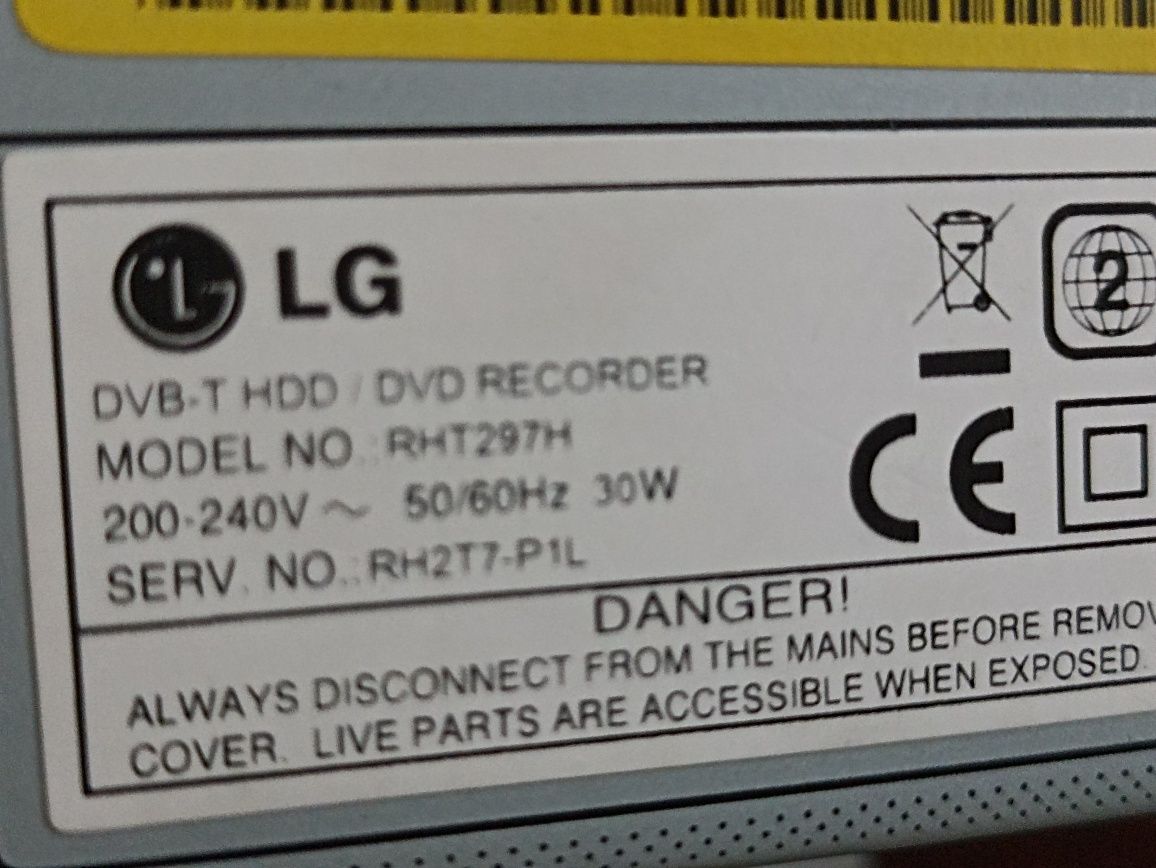 LG
DVB-T HDD / DVD RECORDER
MODEL NO.: RHT297H
200-240V ~ 50/60Hz 30W
SERV. NO.: RH2T7-P1L
2
CE
DANGER!
ALWAYS DISCONNECT FROM THE MAINS BEFORE REMOV
COVER. LIVE PARTS ARE ACCESSIBLE WHEN EXPOSED.